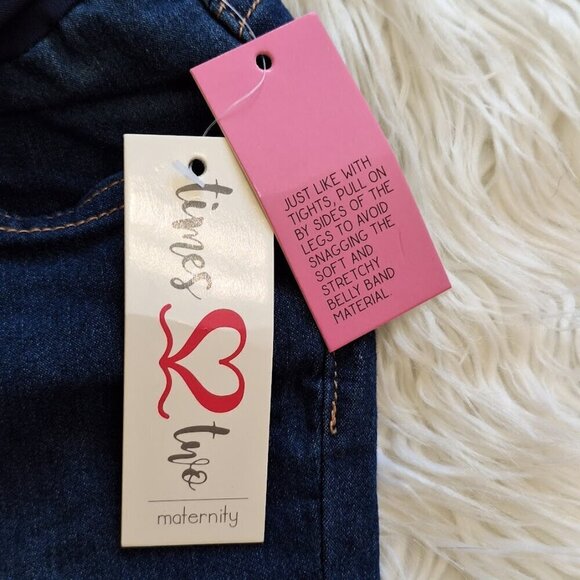 times
two
maternity
JUST LIKE WITH
TIGHTS, PULL ON
BY SIDES OF THE
LEGS TO AVOID
SNAGGING THE
SOFT AND
STRETCHY
BELLY BAND
MATERIAL